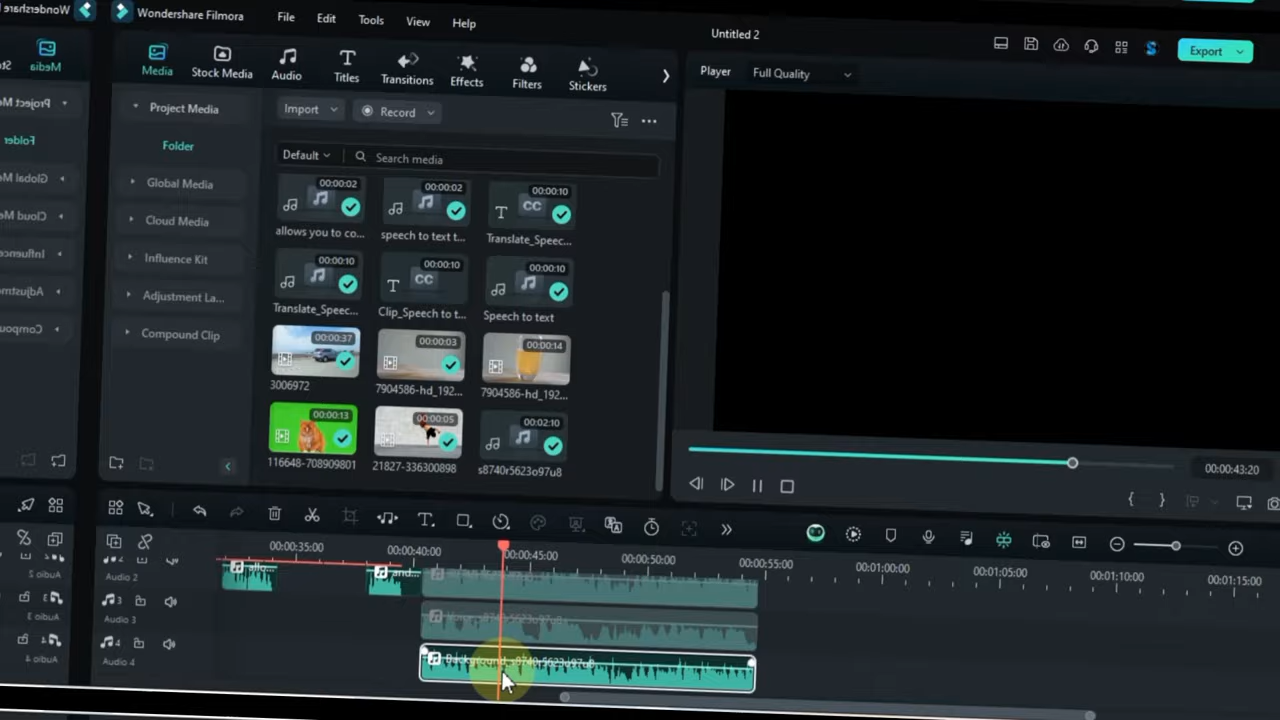 Wondershare Filmora
File Edit Tools View Help
Untitled 2
Export
Media
Stock Media
Audio
Titles
Transitions
Effects
Filters
Stickers
Player
Full Quality
Project Media
Folder
Global Media
Cloud Media
Influence Kit
Adjustment La...
Compound Clip
Import
Record
Default
Search media
00:00:02
00:00:02
00:00:10
allows you to co...
speech to text t...
Translate_Speec...
00:00:10
00:00:10
00:00:10
Translate_Speec...
Clip_Speech to t...
Speech to text
00:00:37
00:00:03
00:00:14
3006972
7904586-hd_192...
7904586-hd_192...
00:00:13
00:00:05
00:02:10
116648-708909801
21827-336300898
s8740r5623o97u8
00:00:43:20
00:00:35:00
00:00:40:00
00:00:45:00
00:00:50:00
00:00:55:00
00:01:00:00
00:01:05:00
00:01:10:00
00:01:15:00
2
Audio 2
allo...
and...
3
Audio 3
4
Audio 4
Background_s8740r5623o97u8